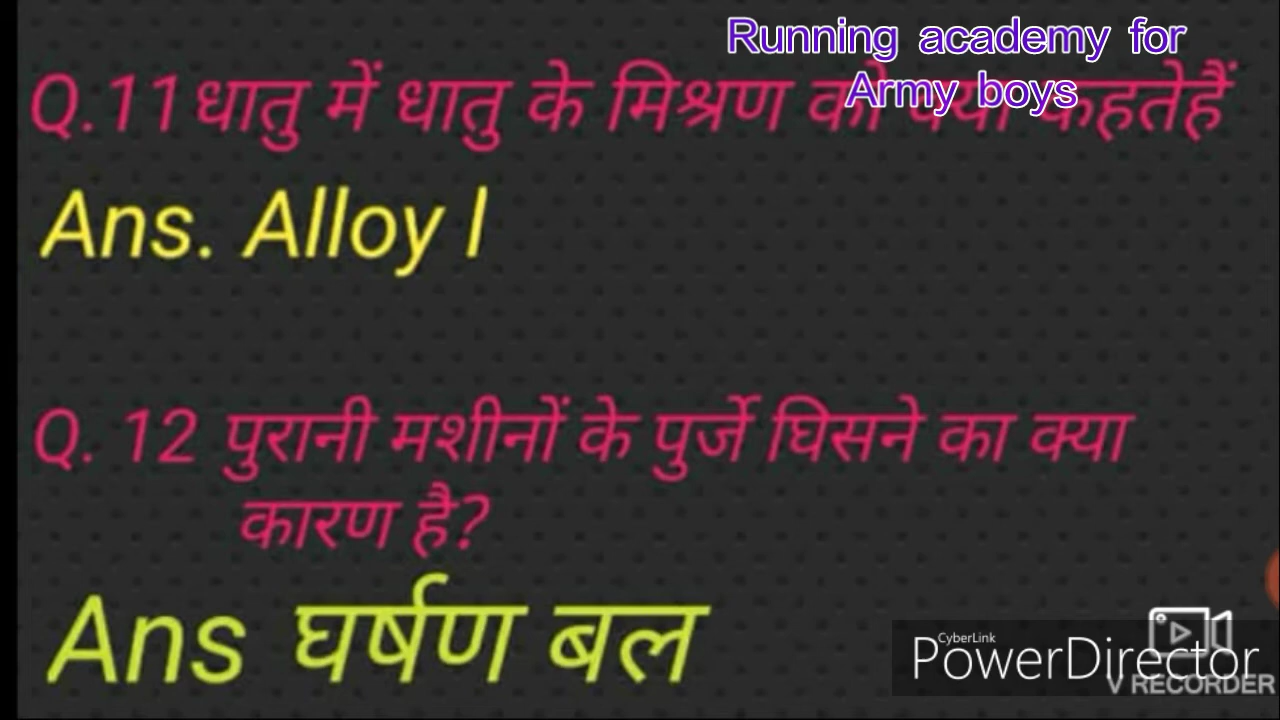 Running academy for
Army boys
Q.11 धातु में धातु के मिश्रण को क्या कहतेहैं
Ans. Alloy l
Q. 12 पुरानी मशीनों के पुर्जे घिसने का क्या
कारण है?
Ans घर्षण बल
CyberLink
PowerDirector
V RECORDER